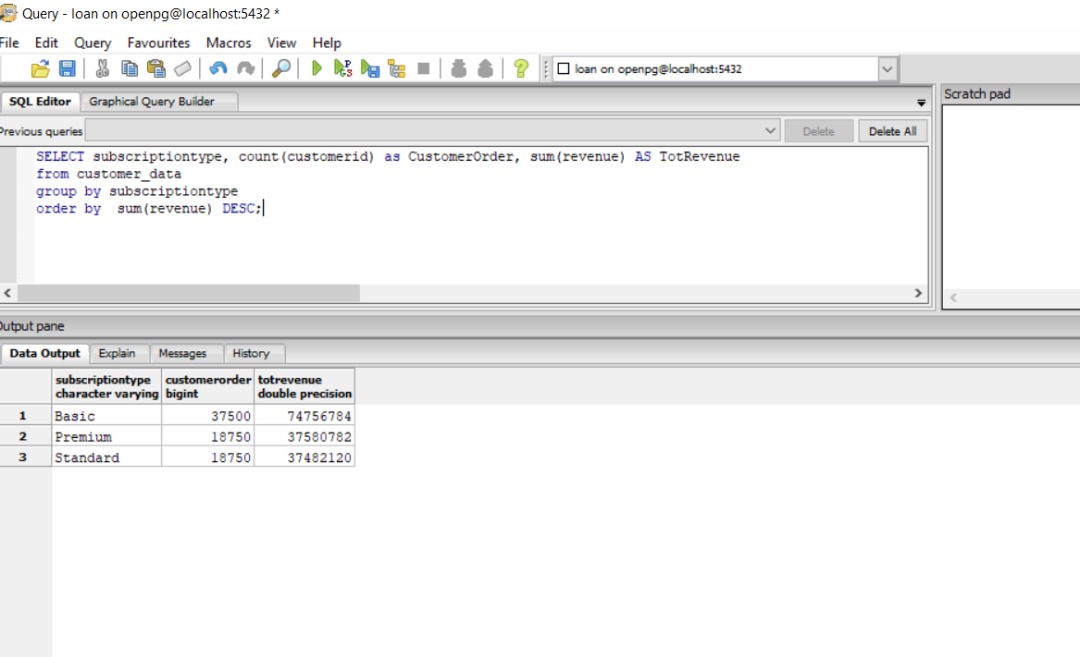 Query - loan on openpg@localhost:5432 *
File Edit Query Favourites Macros View Help
loan on openpg@localhost:5432
SQL Editor Graphical Query Builder
Scratch pad
Previous queries Delete Delete All
SELECT subscriptiontype, count(customerid) as CustomerOrder, sum(revenue) AS TotRevenue
from customer_data
group by subscriptiontype
order by  sum(revenue) DESC;
Output pane
Data Output Explain Messages History
subscriptiontype customerorder totrevenue
character varying bigint double precision
1 Basic 37500 74756784
2 Premium 18750 37580782
3 Standard 18750 37482120